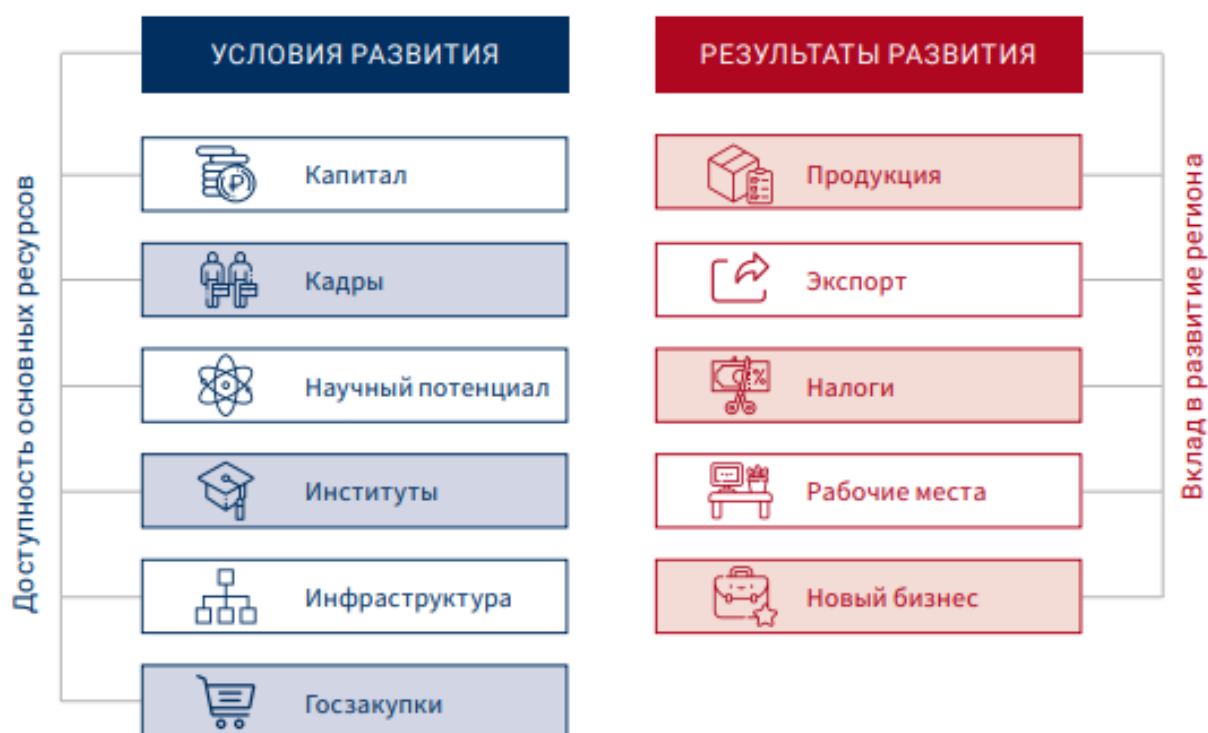 УСЛОВИЯ РАЗВИТИЯ
Доступность основных ресурсов
Капитал
Кадры
Научный потенциал
Институты
Инфраструктура
Госзакупки
РЕЗУЛЬТАТЫ РАЗВИТИЯ
Продукция
Экспорт
Налоги
Рабочие места
Новый бизнес
Вклад в развитие региона